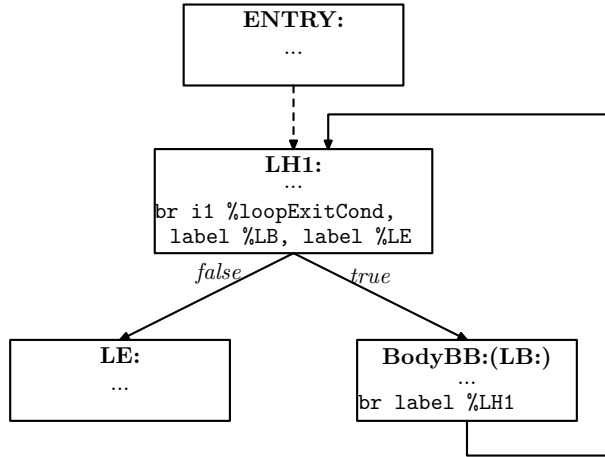 ENTRY:
...
LH1:
...
br i1 %loopExitCond,
label %LB, label %LE
false
true
LE:
...
BodyBB:(LB:)
...
br label %LH1